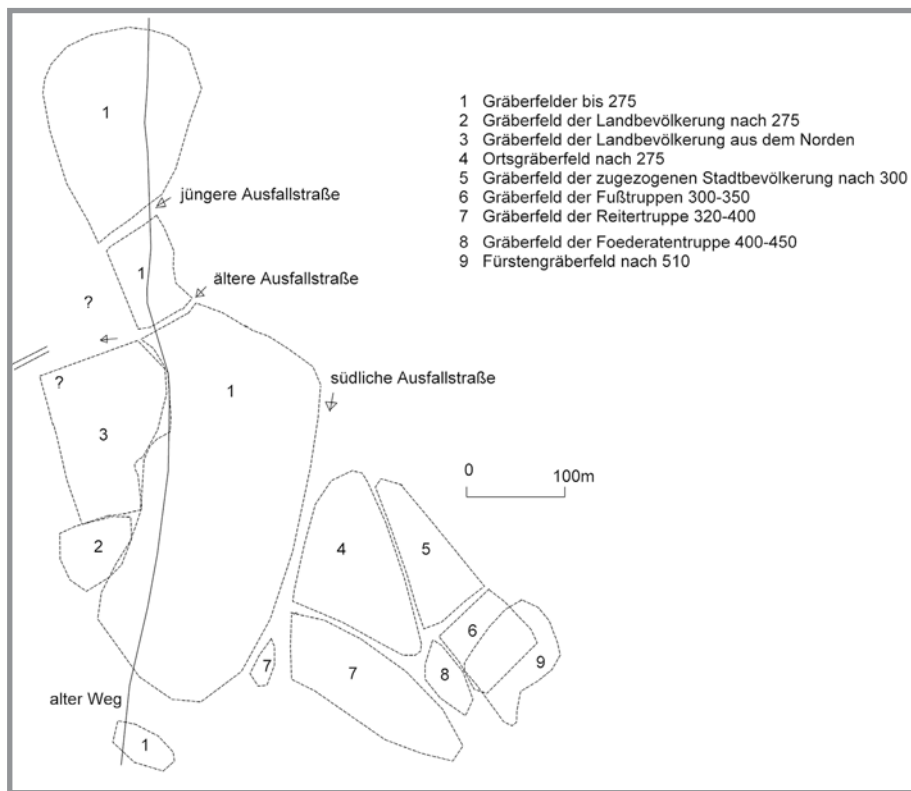 1 Gräberfelder bis 275
2 Gräberfeld der Landbevölkerung nach 275
3 Gräberfeld der Landbevölkerung aus dem Norden
4 Ortsgräberfeld nach 275
5 Gräberfeld der zugezogenen Stadtbevölkerung nach 300
6 Gräberfeld der Fußtruppen 300-350
7 Gräberfeld der Reitertruppe 320-400
8 Gräberfeld der Foederatentruppe 400-450
9 Fürstengräberfeld nach 510
1
jüngere Ausfallstraße
1
ältere Ausfallstraße
?
?
1
südliche Ausfallstraße
3
0 100m
2
4
5
6
7
7
8
9
alter Weg
1